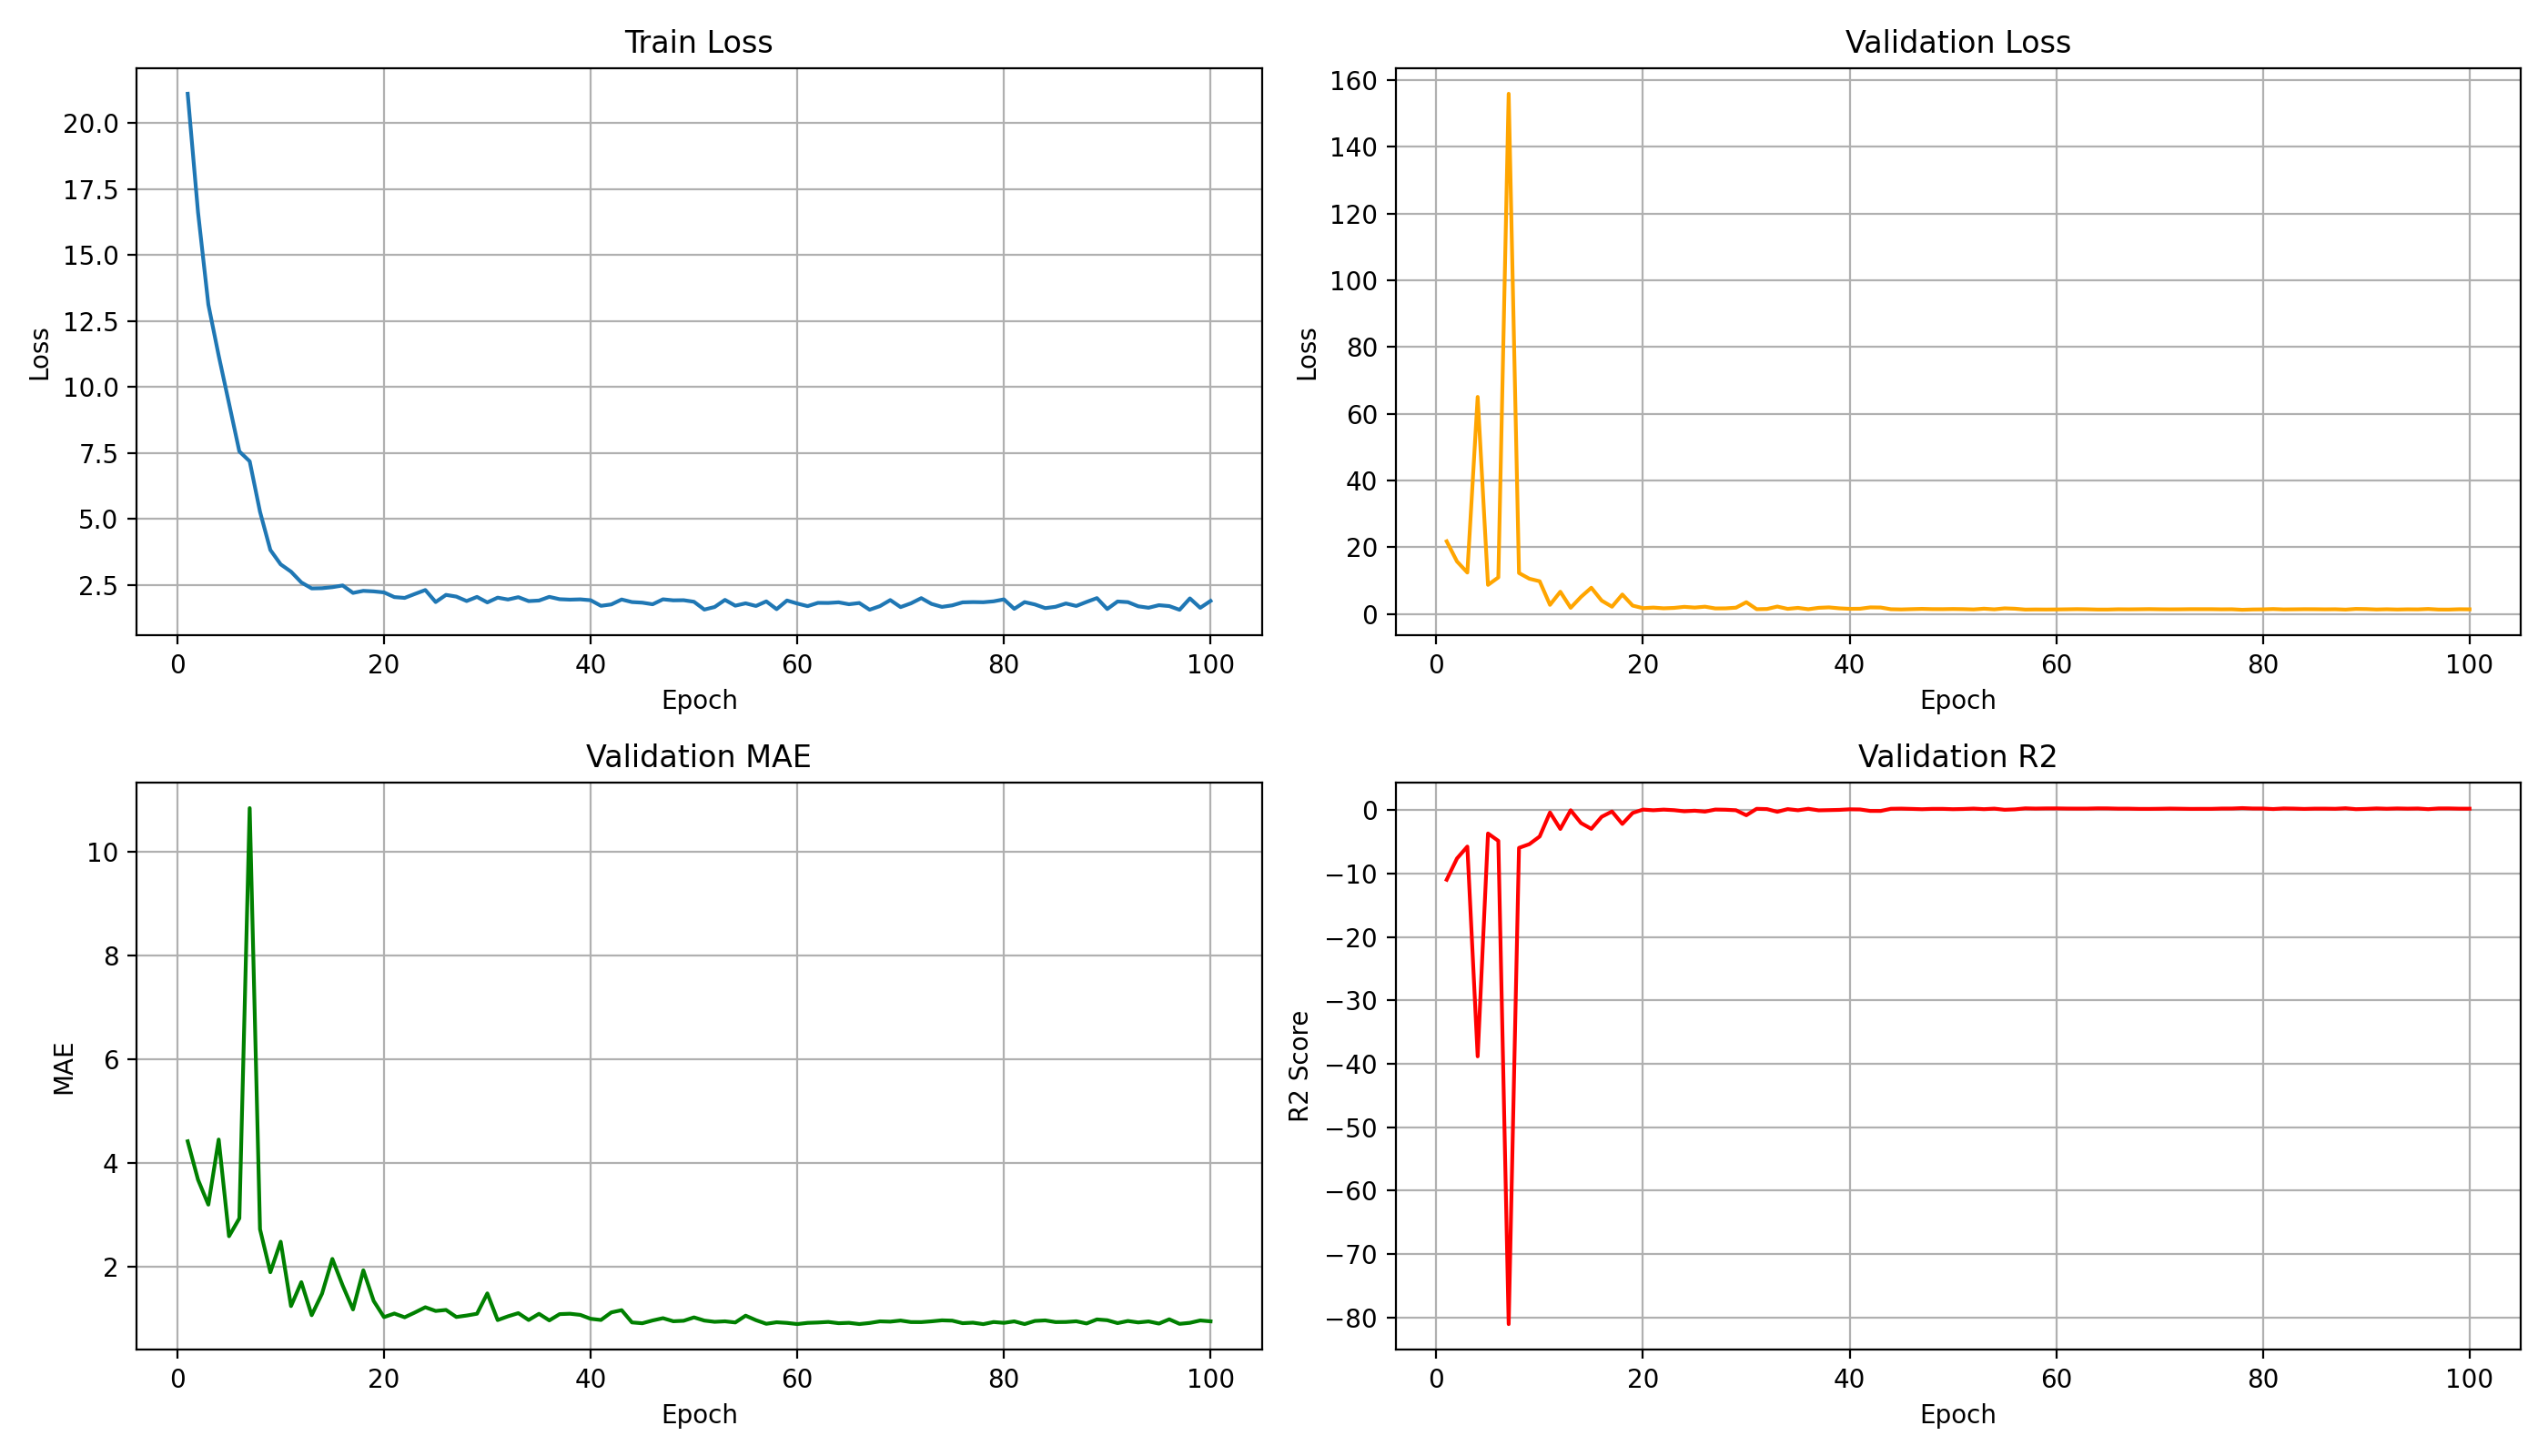 Train Loss
Loss
20.0
17.5
15.0
12.5
10.0
7.5
5.0
2.5
0 20 40 60 80 100
Epoch
Validation Loss
Loss
160
140
120
100
80
60
40
20
0
0 20 40 60 80 100
Epoch
Validation MAE
MAE
10
8
6
4
2
0 20 40 60 80 100
Epoch
Validation R2
R2 Score
0
−10
−20
−30
−40
−50
−60
−70
−80
0 20 40 60 80 100
Epoch